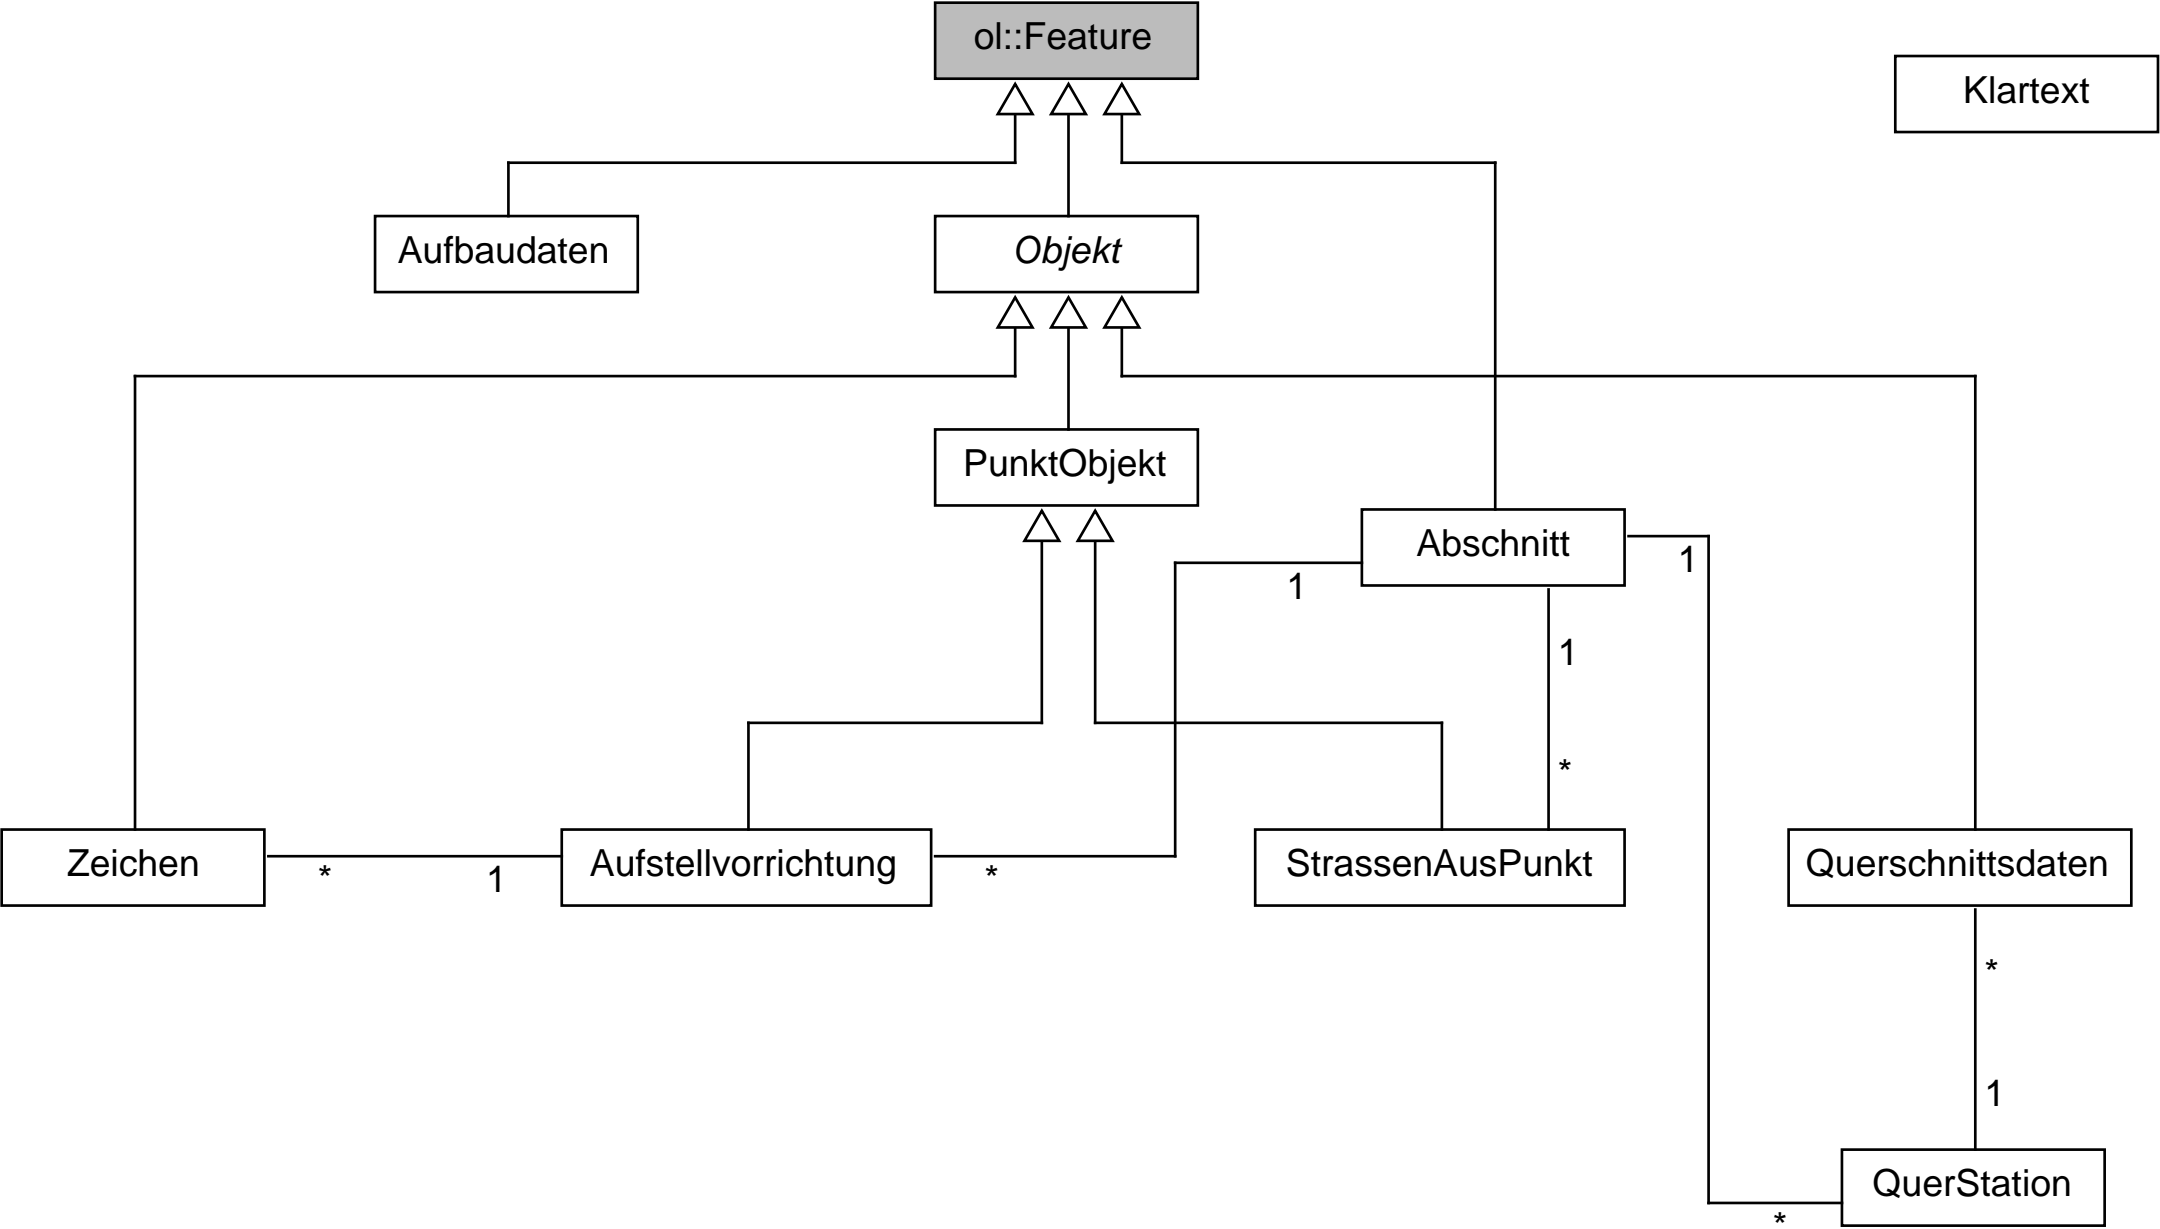 ol::Feature
Klartext
Aufbaudaten
Objekt
PunktObjekt
Abschnitt
1
1
1
*
Zeichen
*
1
Aufstellvorrichtung
*
StrassenAusPunkt
Querschnittsdaten
*
1
QuerStation
*